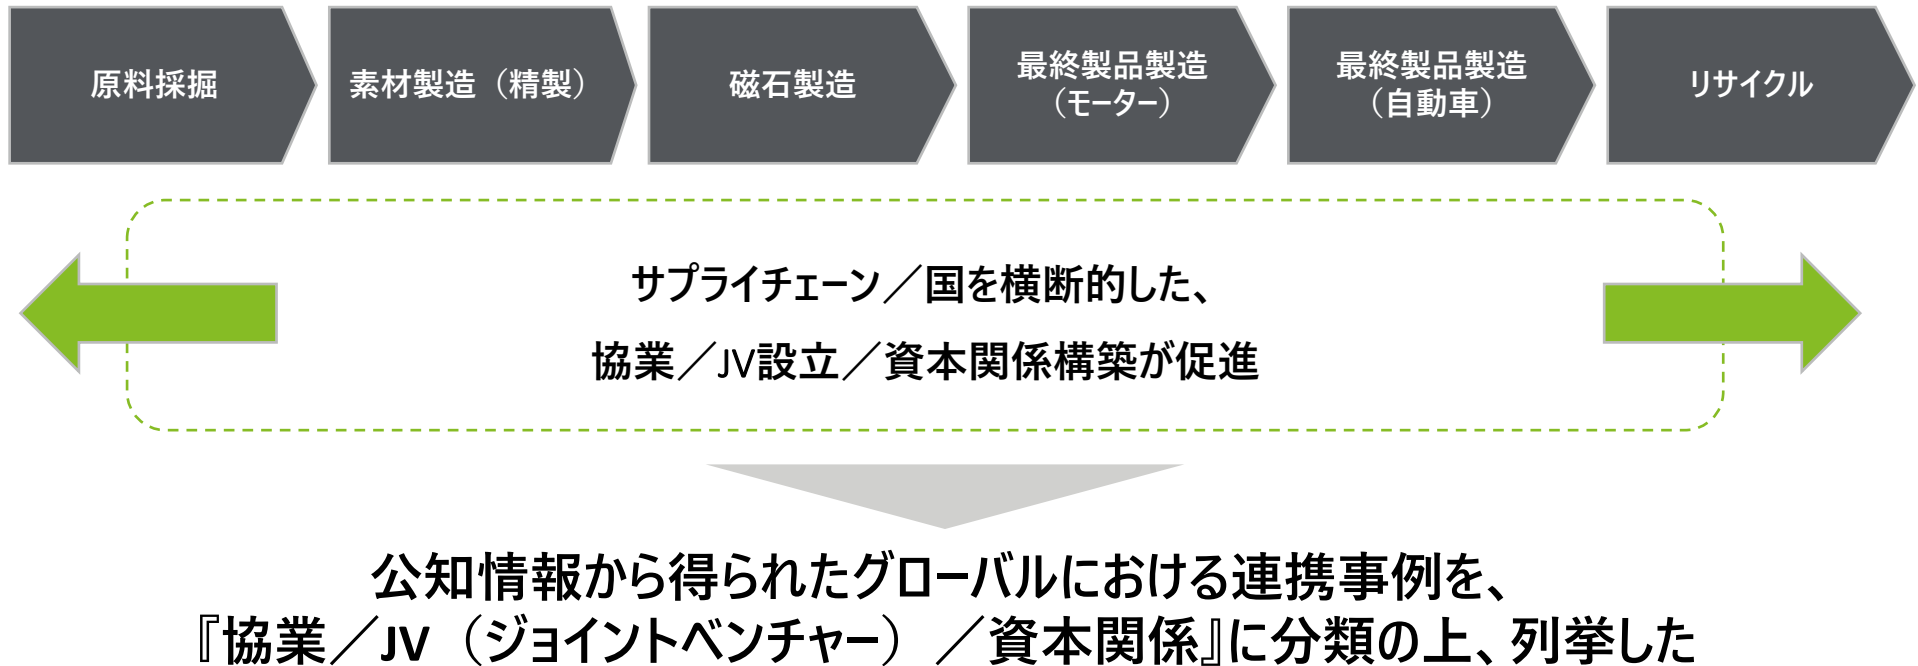 原料採掘
素材製造（精製）
磁石製造
最終製品製造
（モーター）
最終製品製造
（自動車）
リサイクル
サプライチェーン／国を横断的した、
協業／JV設立／資本関係構築が促進
公知情報から得られたグローバルにおける連携事例を、
『協業／JV（ジョイントベンチャー）／資本関係』に分類の上、列挙した